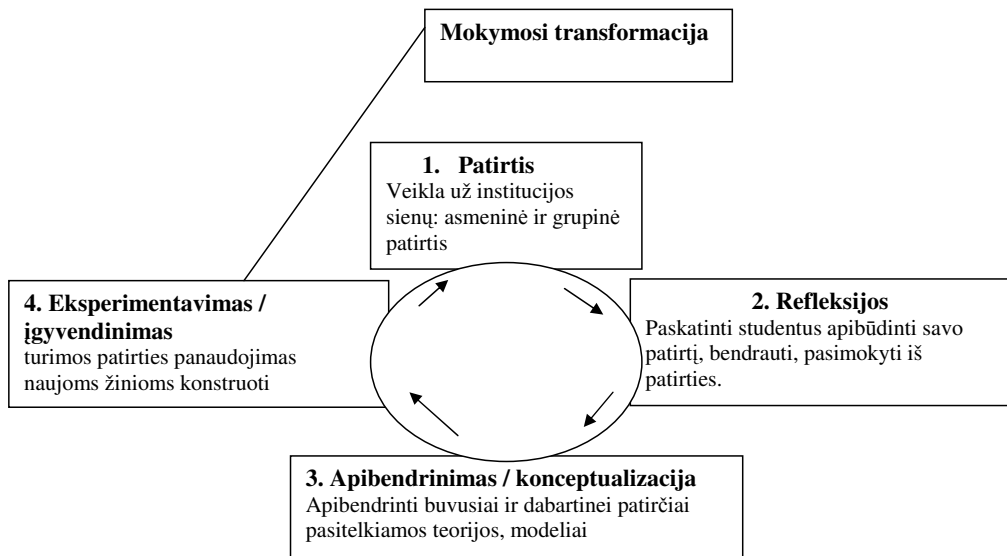 Mokymosi transformacija
1. Patirtis
Veikla už institucijos
sienų: asmeninė ir grupinė
patirtis
2. Refleksijos
Paskatinti studentus apibūdinti savo
patirtį, bendrauti, pasimokyti iš
patirties.
3. Apibendrinimas / konceptualizacija
Apibendrinti buvusiai ir dabartinei patirčiai
pasitelkiamos teorijos, modeliai
4. Eksperimentavimas /
įgyvendinimas
turimos patirties panaudojimas
naujoms žinioms konstruoti